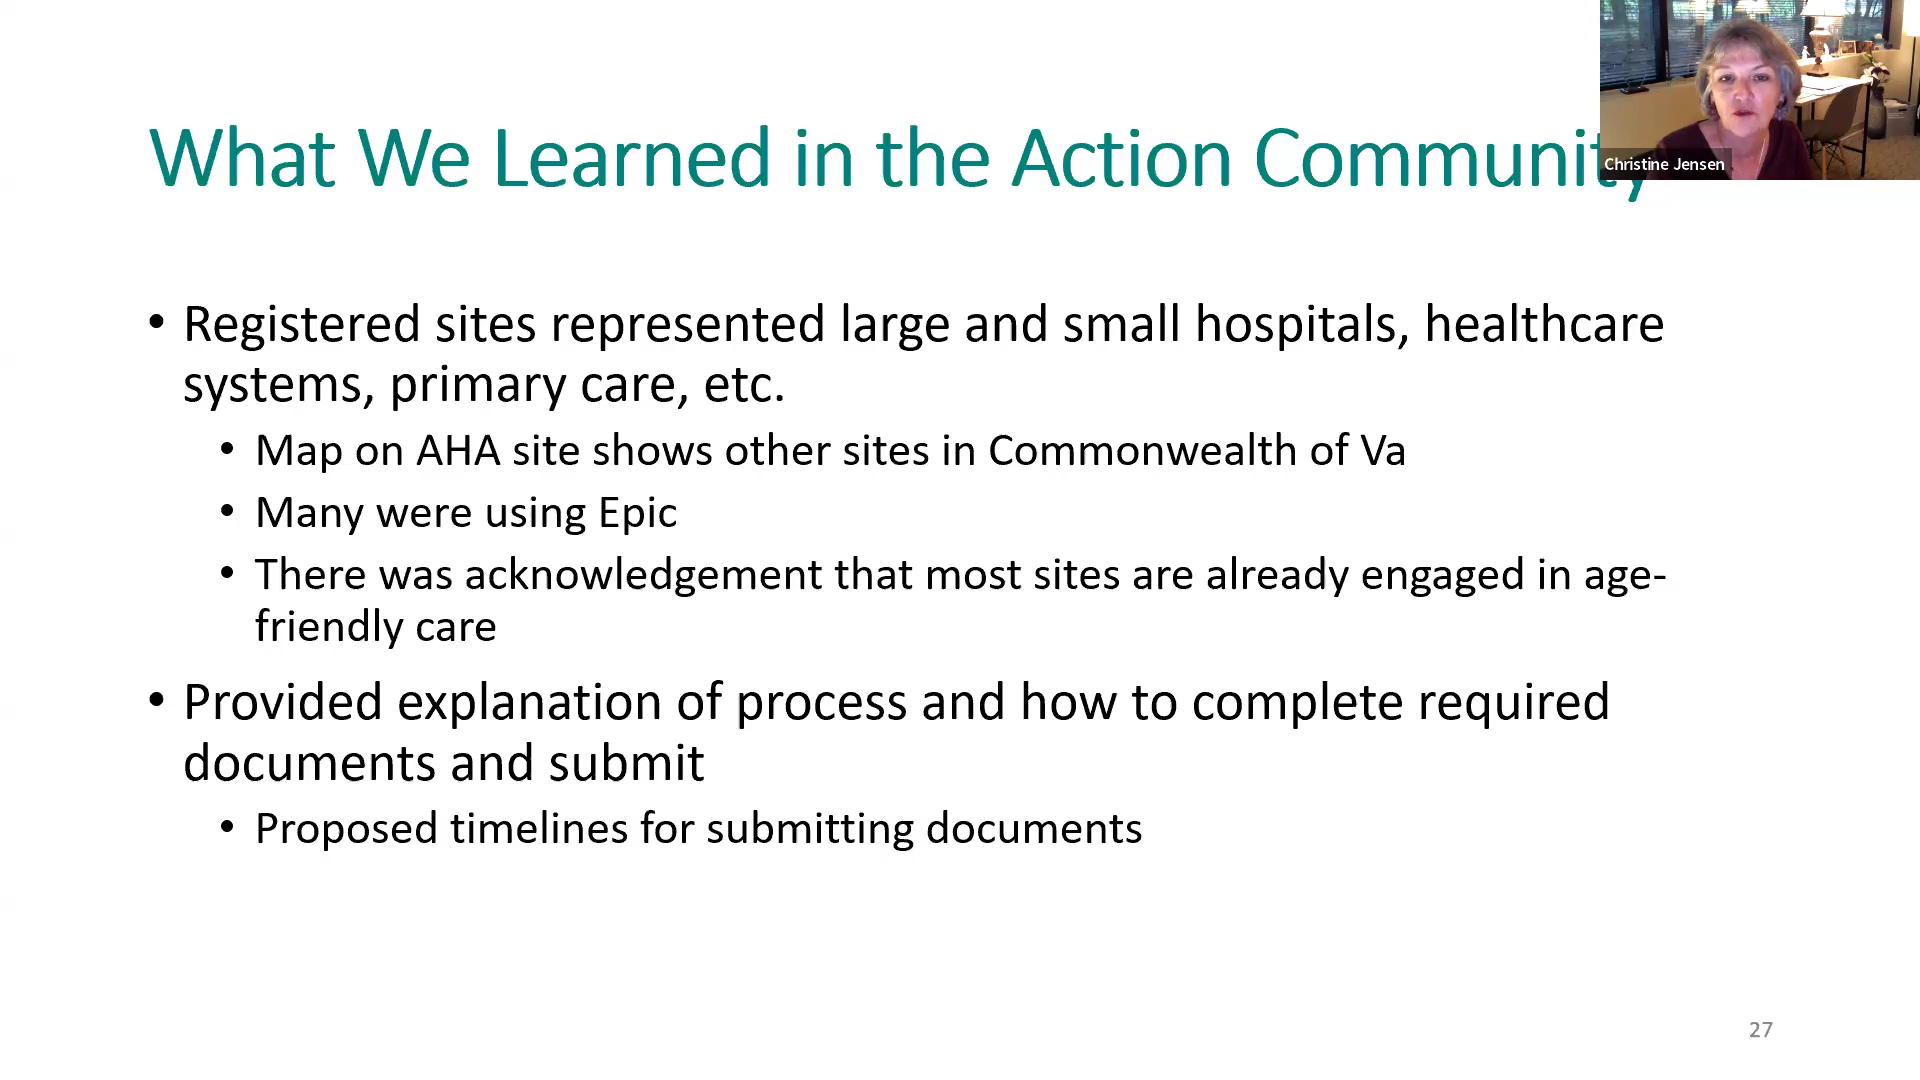 What We Learned in the Action Community
Christine Jensen
• Registered sites represented large and small hospitals, healthcare
systems, primary care, etc.
• Map on AHA site shows other sites in Commonwealth of Va
• Many were using Epic
• There was acknowledgement that most sites are already engaged in age-
friendly care
• Provided explanation of process and how to complete required
documents and submit
• Proposed timelines for submitting documents
27